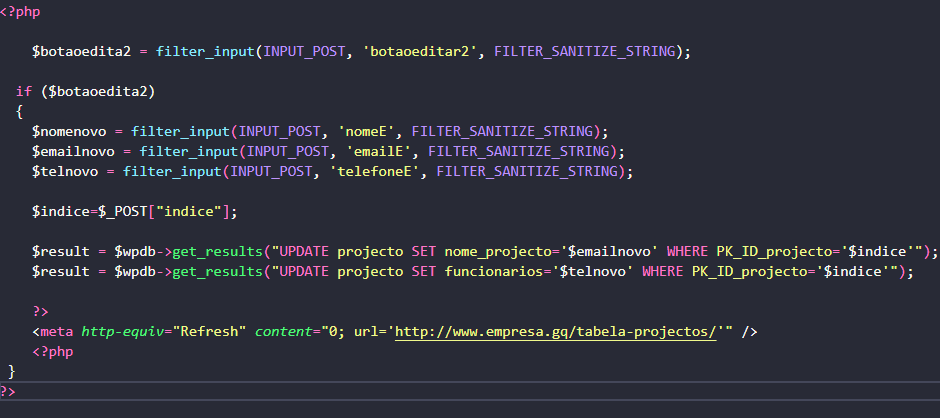 <?php
$botaoedita2 = filter_input(INPUT_POST, 'botaoeditar2', FILTER_SANITIZE_STRING);
if ($botaoedita2)
{
$nomenovo = filter_input(INPUT_POST, 'nomeE', FILTER_SANITIZE_STRING);
$emailnovo = filter_input(INPUT_POST, 'emailE', FILTER_SANITIZE_STRING);
$telnovo = filter_input(INPUT_POST, 'telefoneE', FILTER_SANITIZE_STRING);
$indice=$_POST["indice"];
$result = $wpdb->get_results("UPDATE projecto SET nome_projecto='$emailnovo' WHERE PK_ID_projecto='$indice'");
$result = $wpdb->get_results("UPDATE projecto SET funcionarios='$telnovo' WHERE PK_ID_projecto='$indice'");
?>
<meta http-equiv="Refresh" content="0; url='http://www.empresa.gq/tabela-projectos/'" />
<?php
}
?>